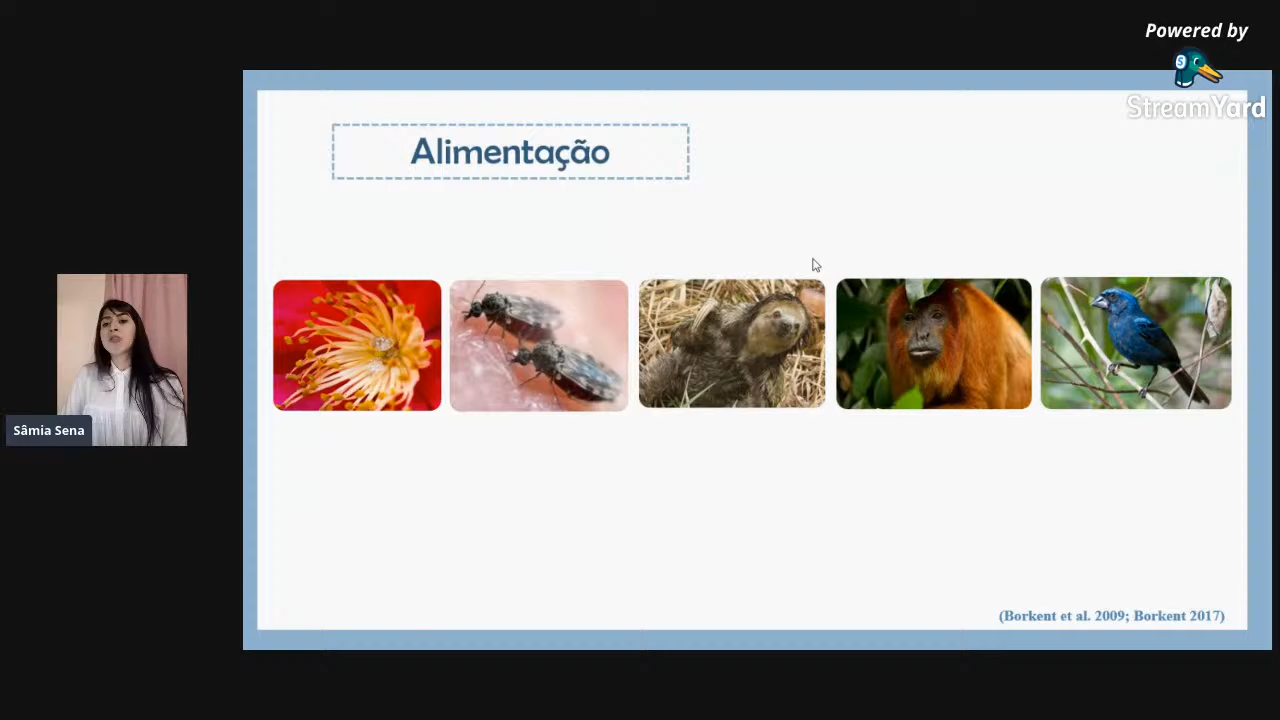 Powered by
StreamYard
Alimentação
Sâmia Sena
(Borkent et al. 2009; Borkent 2017)